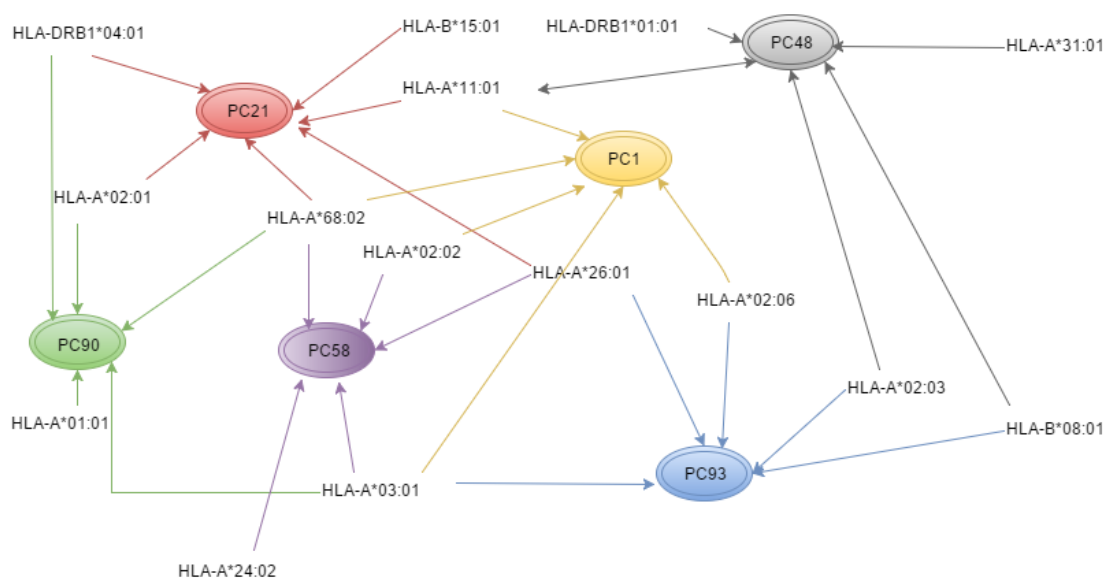 HLA-DRB1*04:01
HLA-B*15:01
HLA-DRB1*01:01
PC48
HLA-A*31:01
HLA-A*11:01
PC21
PC1
HLA-A*02:01
HLA-A*68:02
HLA-A*02:02
HLA-A*26:01
HLA-A*02:06
PC90
PC58
HLA-A*02:03
HLA-A*01:01
HLA-B*08:01
PC93
HLA-A*03:01
HLA-A*24:02